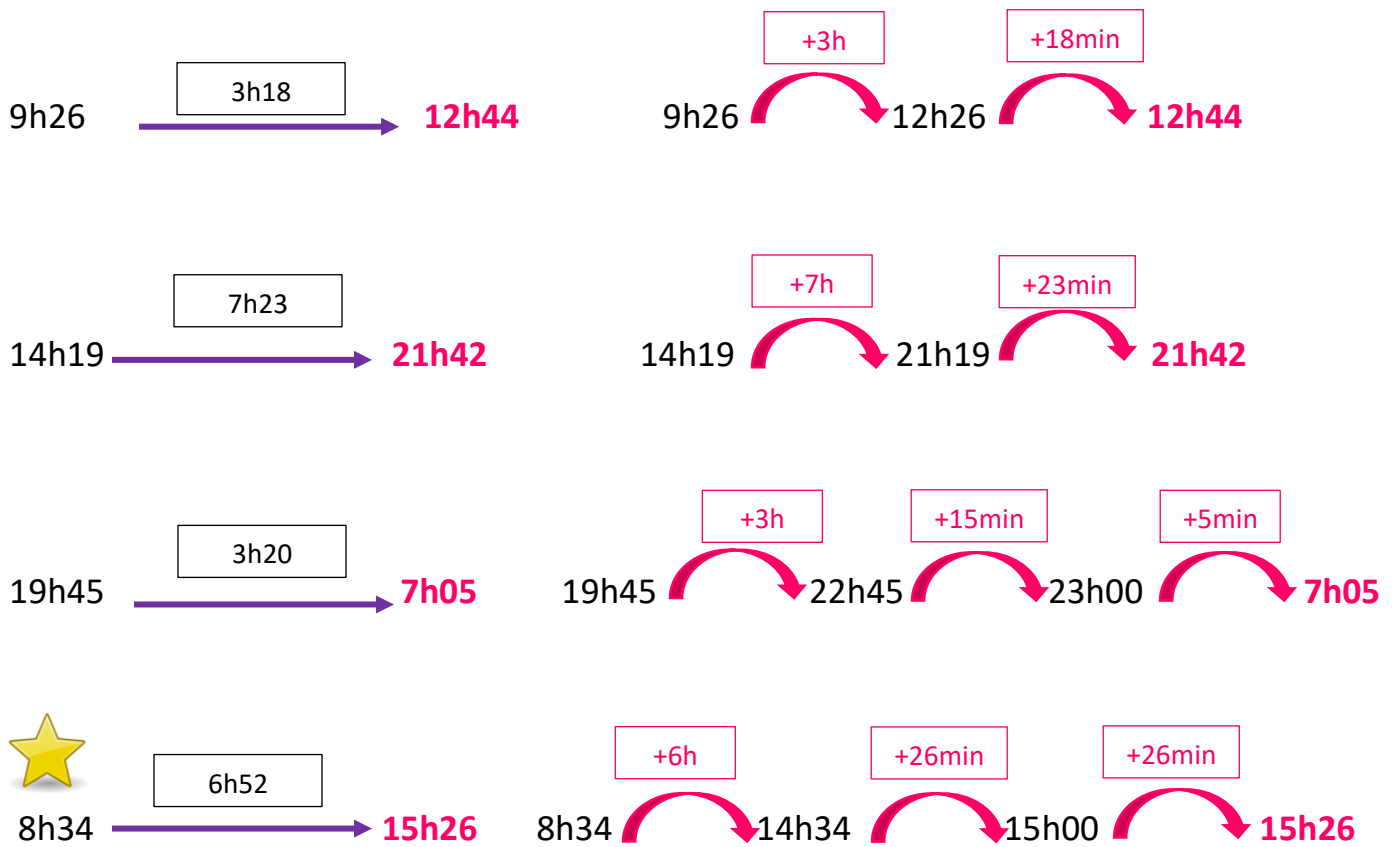 3h18
9h26 12h44
+3h +18min
9h26 12h26 12h44
7h23
14h19 21h42
+7h +23min
14h19 21h19 21h42
3h20
19h45 7h05
+3h +15min +5min
19h45 22h45 23h00 7h05
6h52
8h34 15h26
+6h +26min +26min
8h34 14h34 15h00 15h26